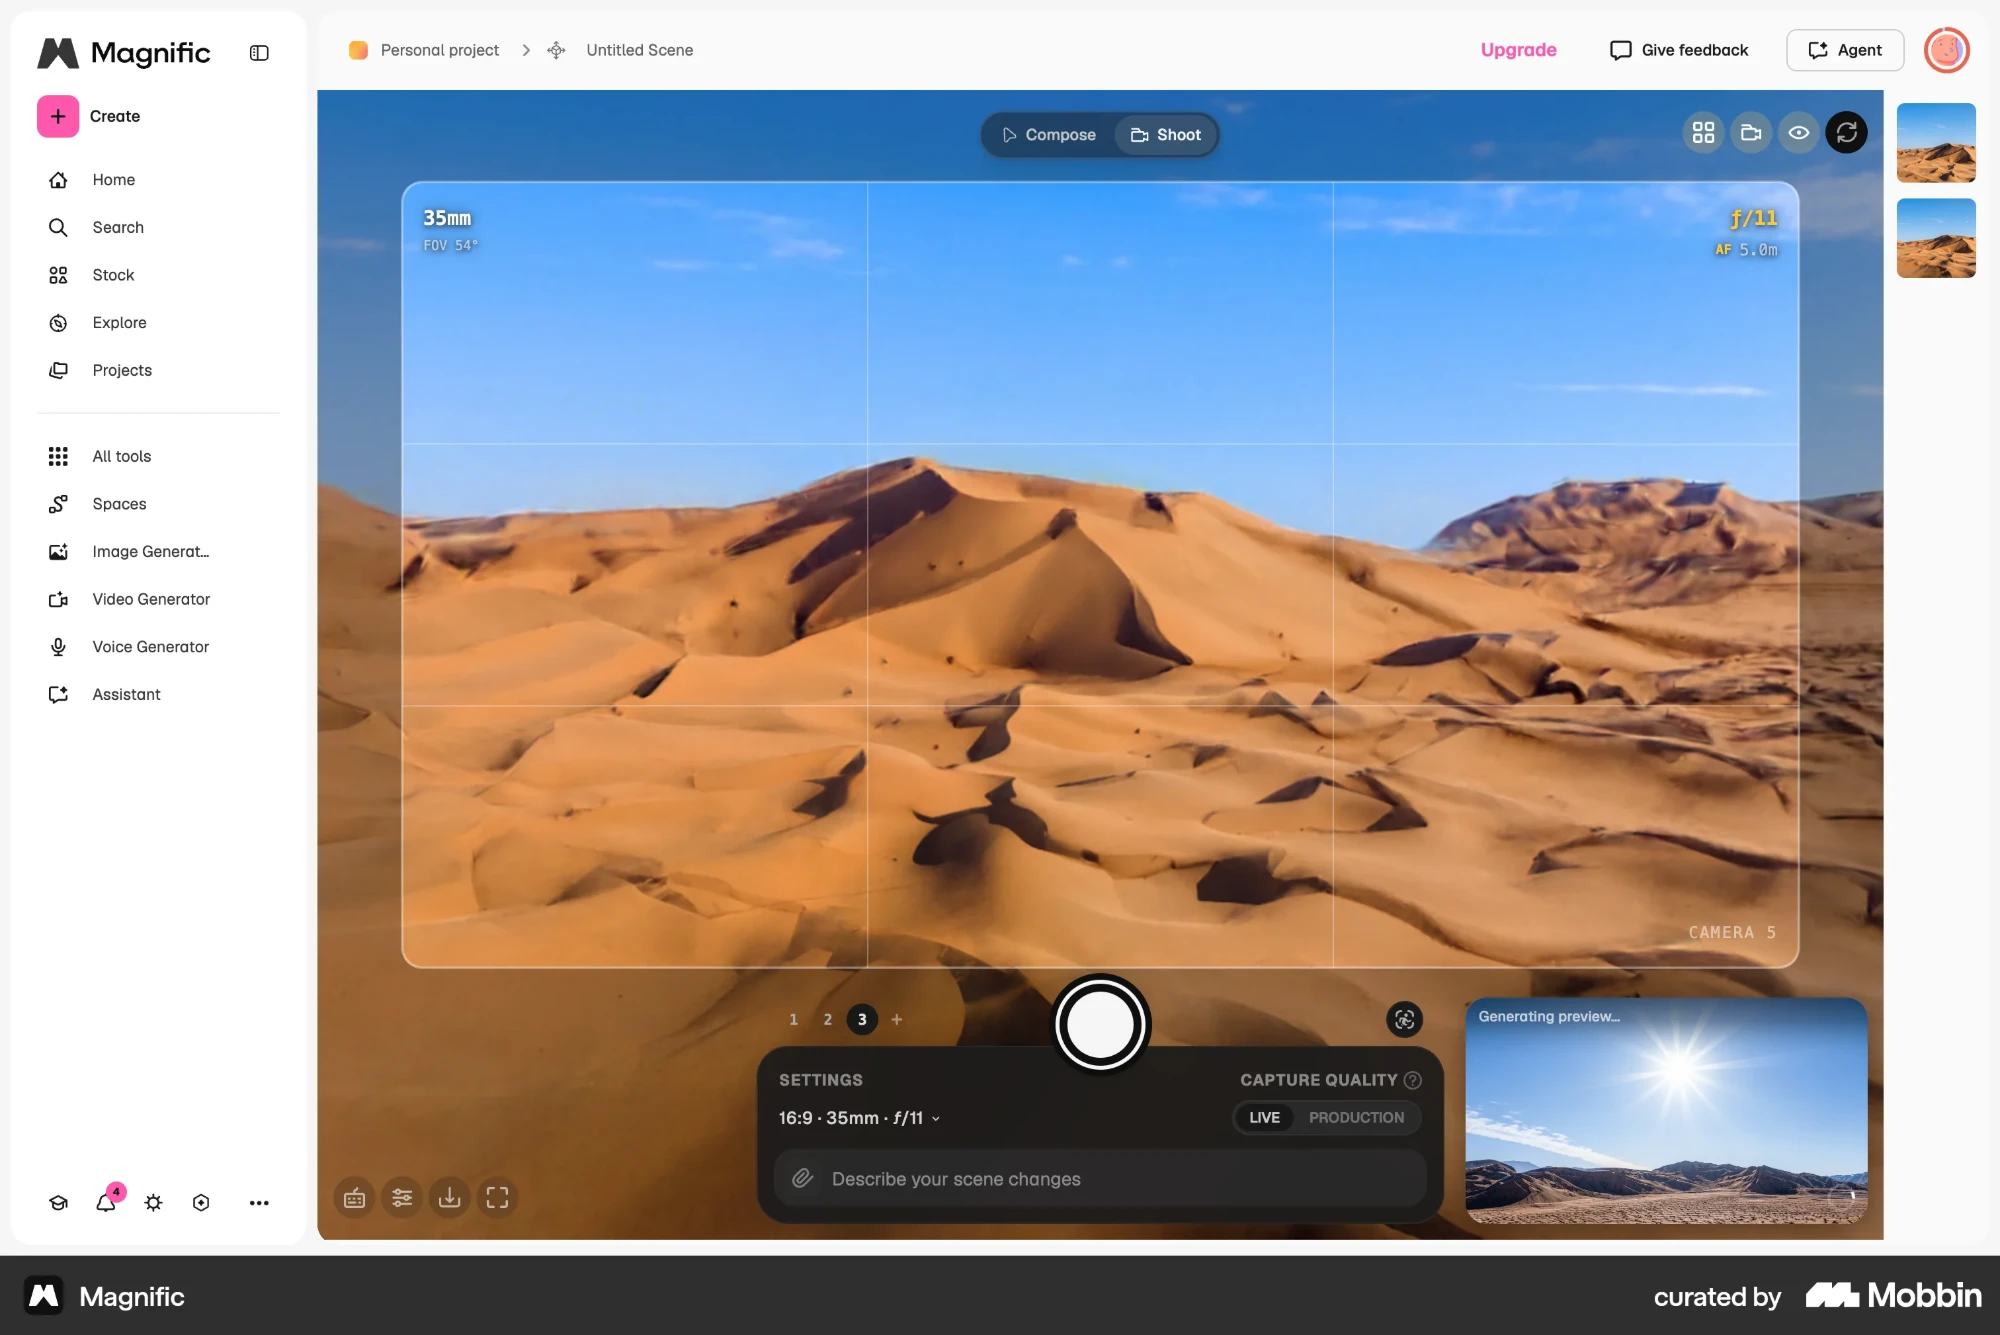 Magnific
Create
Home
Search
Stock
Explore
Projects
All tools
Spaces
Image Generat...
Video Generator
Voice Generator
Assistant
4
Personal project
Untitled Scene
Upgrade
Give feedback
Agent
Compose
Shoot
35mm
FOV 54°
ƒ/11
AF 5.0m
CAMERA 5
1 2 3 +
SETTINGS
CAPTURE QUALITY ?
16:9 · 35mm · ƒ/11
LIVE PRODUCTION
Describe your scene changes
Generating preview...
Magnific
curated by Mobbin